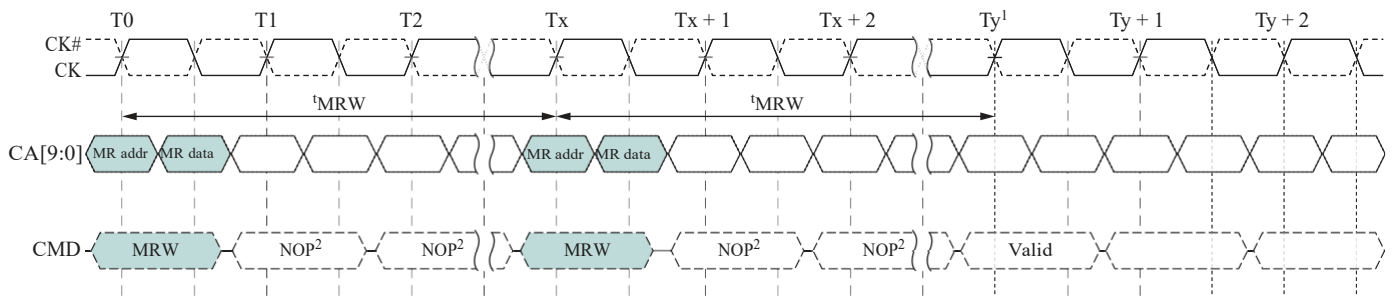 T0 T1 T2 Tx Tx + 1 Tx + 2 Ty¹ Ty + 1 Ty + 2
CK#
CK
ᵗMRW ᵗMRW
CA[9:0] MR addr MR data MR addr MR data
CMD MRW NOP² NOP² MRW NOP² NOP² Valid